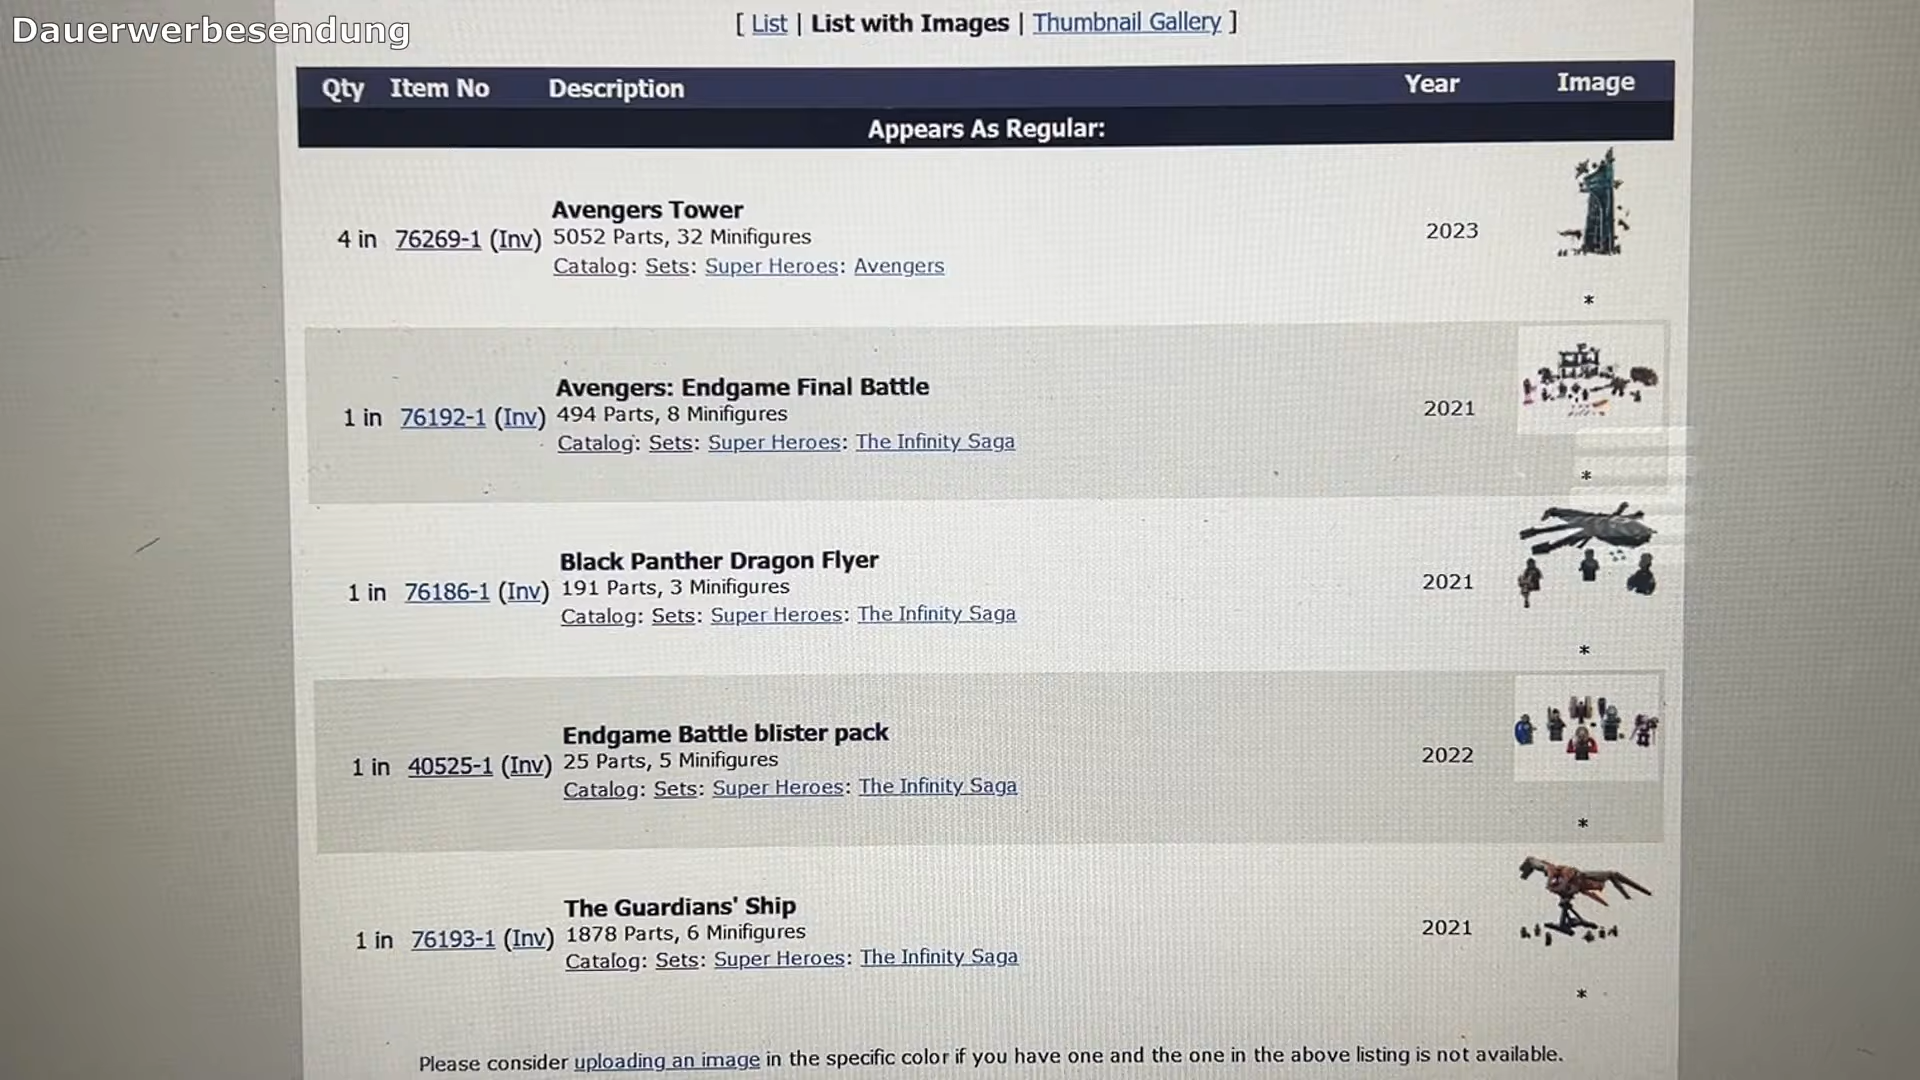 Dauerwerbesendung
[ List | List with Images | Thumbnail Gallery ]
Qty Item No Description Year Image
Appears As Regular:
Avengers Tower
4 in 76269-1 (Inv) 5052 Parts, 32 Minifigures 2023
Catalog: Sets: Super Heroes: Avengers
*
Avengers: Endgame Final Battle
1 in 76192-1 (Inv) 494 Parts, 8 Minifigures 2021
Catalog: Sets: Super Heroes: The Infinity Saga
*
Black Panther Dragon Flyer
1 in 76186-1 (Inv) 191 Parts, 3 Minifigures 2021
Catalog: Sets: Super Heroes: The Infinity Saga
*
Endgame Battle blister pack
1 in 40525-1 (Inv) 25 Parts, 5 Minifigures 2022
Catalog: Sets: Super Heroes: The Infinity Saga
*
The Guardians' Ship
1 in 76193-1 (Inv) 1878 Parts, 6 Minifigures 2021
Catalog: Sets: Super Heroes: The Infinity Saga
*
Please consider uploading an image in the specific color if you have one and the one in the above listing is not available.